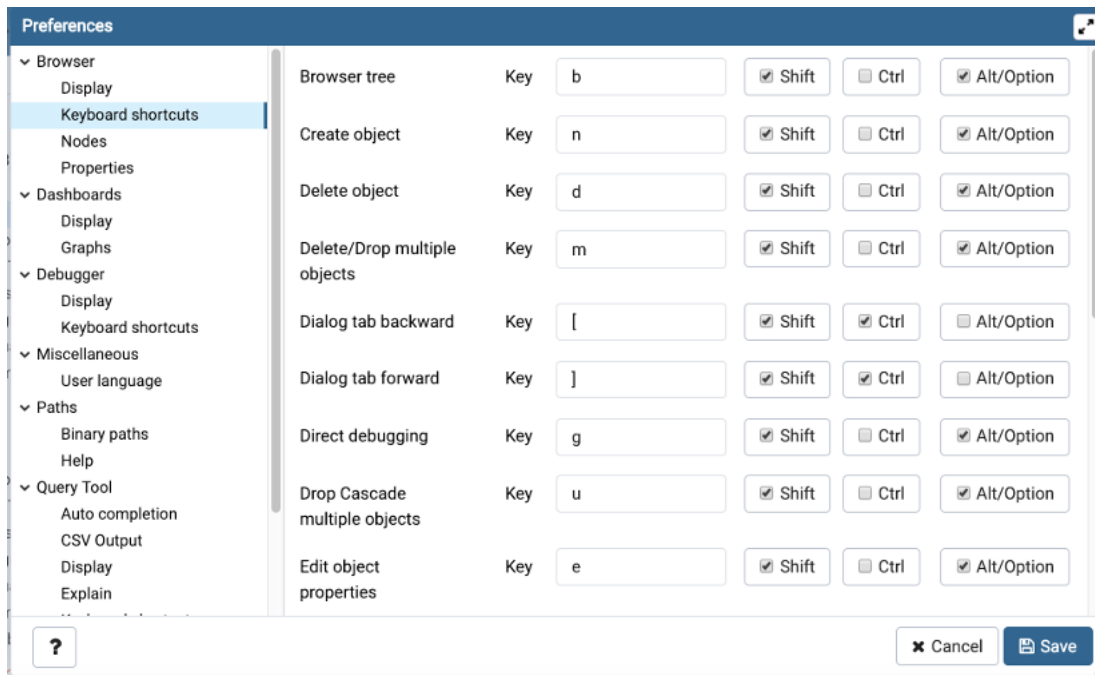 Preferences
Browser
Display
Keyboard shortcuts
Nodes
Properties
Dashboards
Display
Graphs
Debugger
Display
Keyboard shortcuts
Miscellaneous
User language
Paths
Binary paths
Help
Query Tool
Auto completion
CSV Output
Display
Explain
Browser tree Key b Shift Ctrl Alt/Option
Create object Key n Shift Ctrl Alt/Option
Delete object Key d Shift Ctrl Alt/Option
Delete/Drop multiple Key m Shift Ctrl Alt/Option
objects
Dialog tab backward Key [ Shift Ctrl Alt/Option
Dialog tab forward Key ] Shift Ctrl Alt/Option
Direct debugging Key g Shift Ctrl Alt/Option
Drop Cascade Key u Shift Ctrl Alt/Option
multiple objects
Edit object Key e Shift Ctrl Alt/Option
properties
? Cancel Save